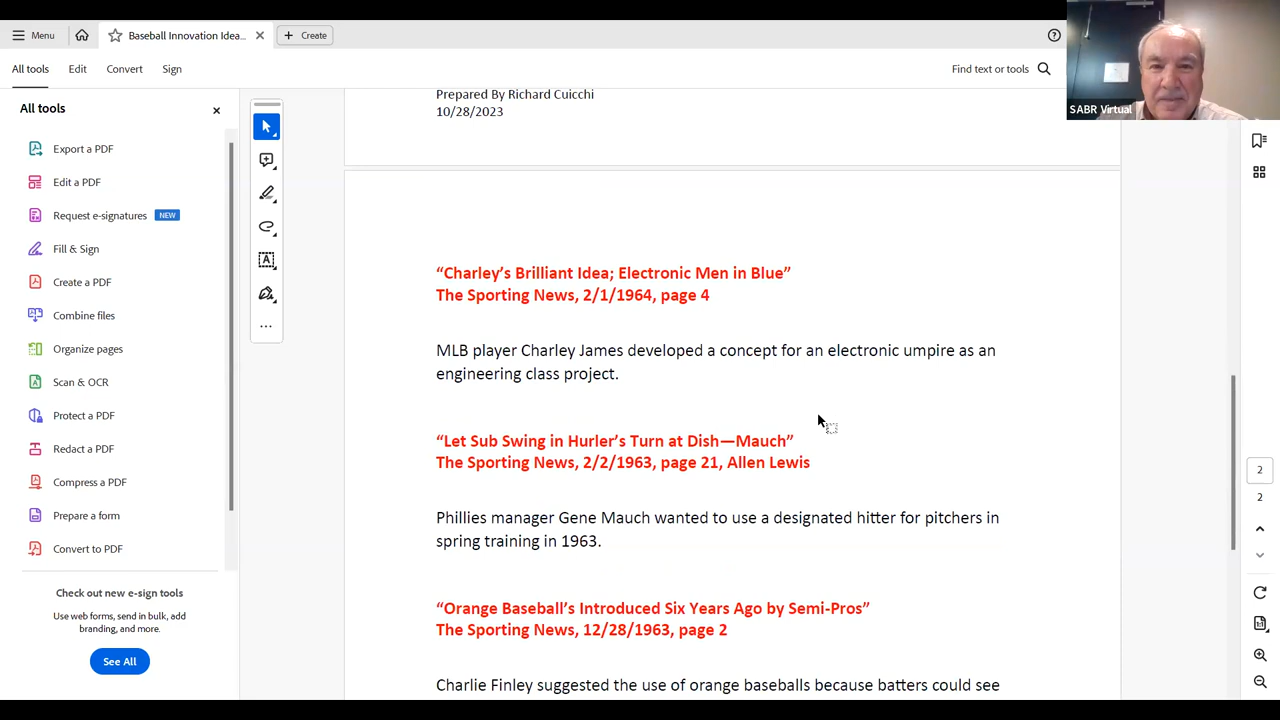 Menu
Baseball Innovation Idea...
Create
All tools
Edit
Convert
Sign
Find text or tools
SABR Virtual
All tools
Export a PDF
Edit a PDF
Request e-signatures NEW
Fill & Sign
Create a PDF
Combine files
Organize pages
Scan & OCR
Protect a PDF
Redact a PDF
Compress a PDF
Prepare a form
Convert to PDF
Check out new e-sign tools
Use web forms, send in bulk, add
branding, and more.
See All
Prepared By Richard Cuicchi
10/28/2023
“Charley’s Brilliant Idea; Electronic Men in Blue”
The Sporting News, 2/1/1964, page 4
MLB player Charley James developed a concept for an electronic umpire as an
engineering class project.
“Let Sub Swing in Hurler’s Turn at Dish—Mauch”
The Sporting News, 2/2/1963, page 21, Allen Lewis
Phillies manager Gene Mauch wanted to use a designated hitter for pitchers in
spring training in 1963.
“Orange Baseball’s Introduced Six Years Ago by Semi-Pros”
The Sporting News, 12/28/1963, page 2
Charlie Finley suggested the use of orange baseballs because batters could see
2
2